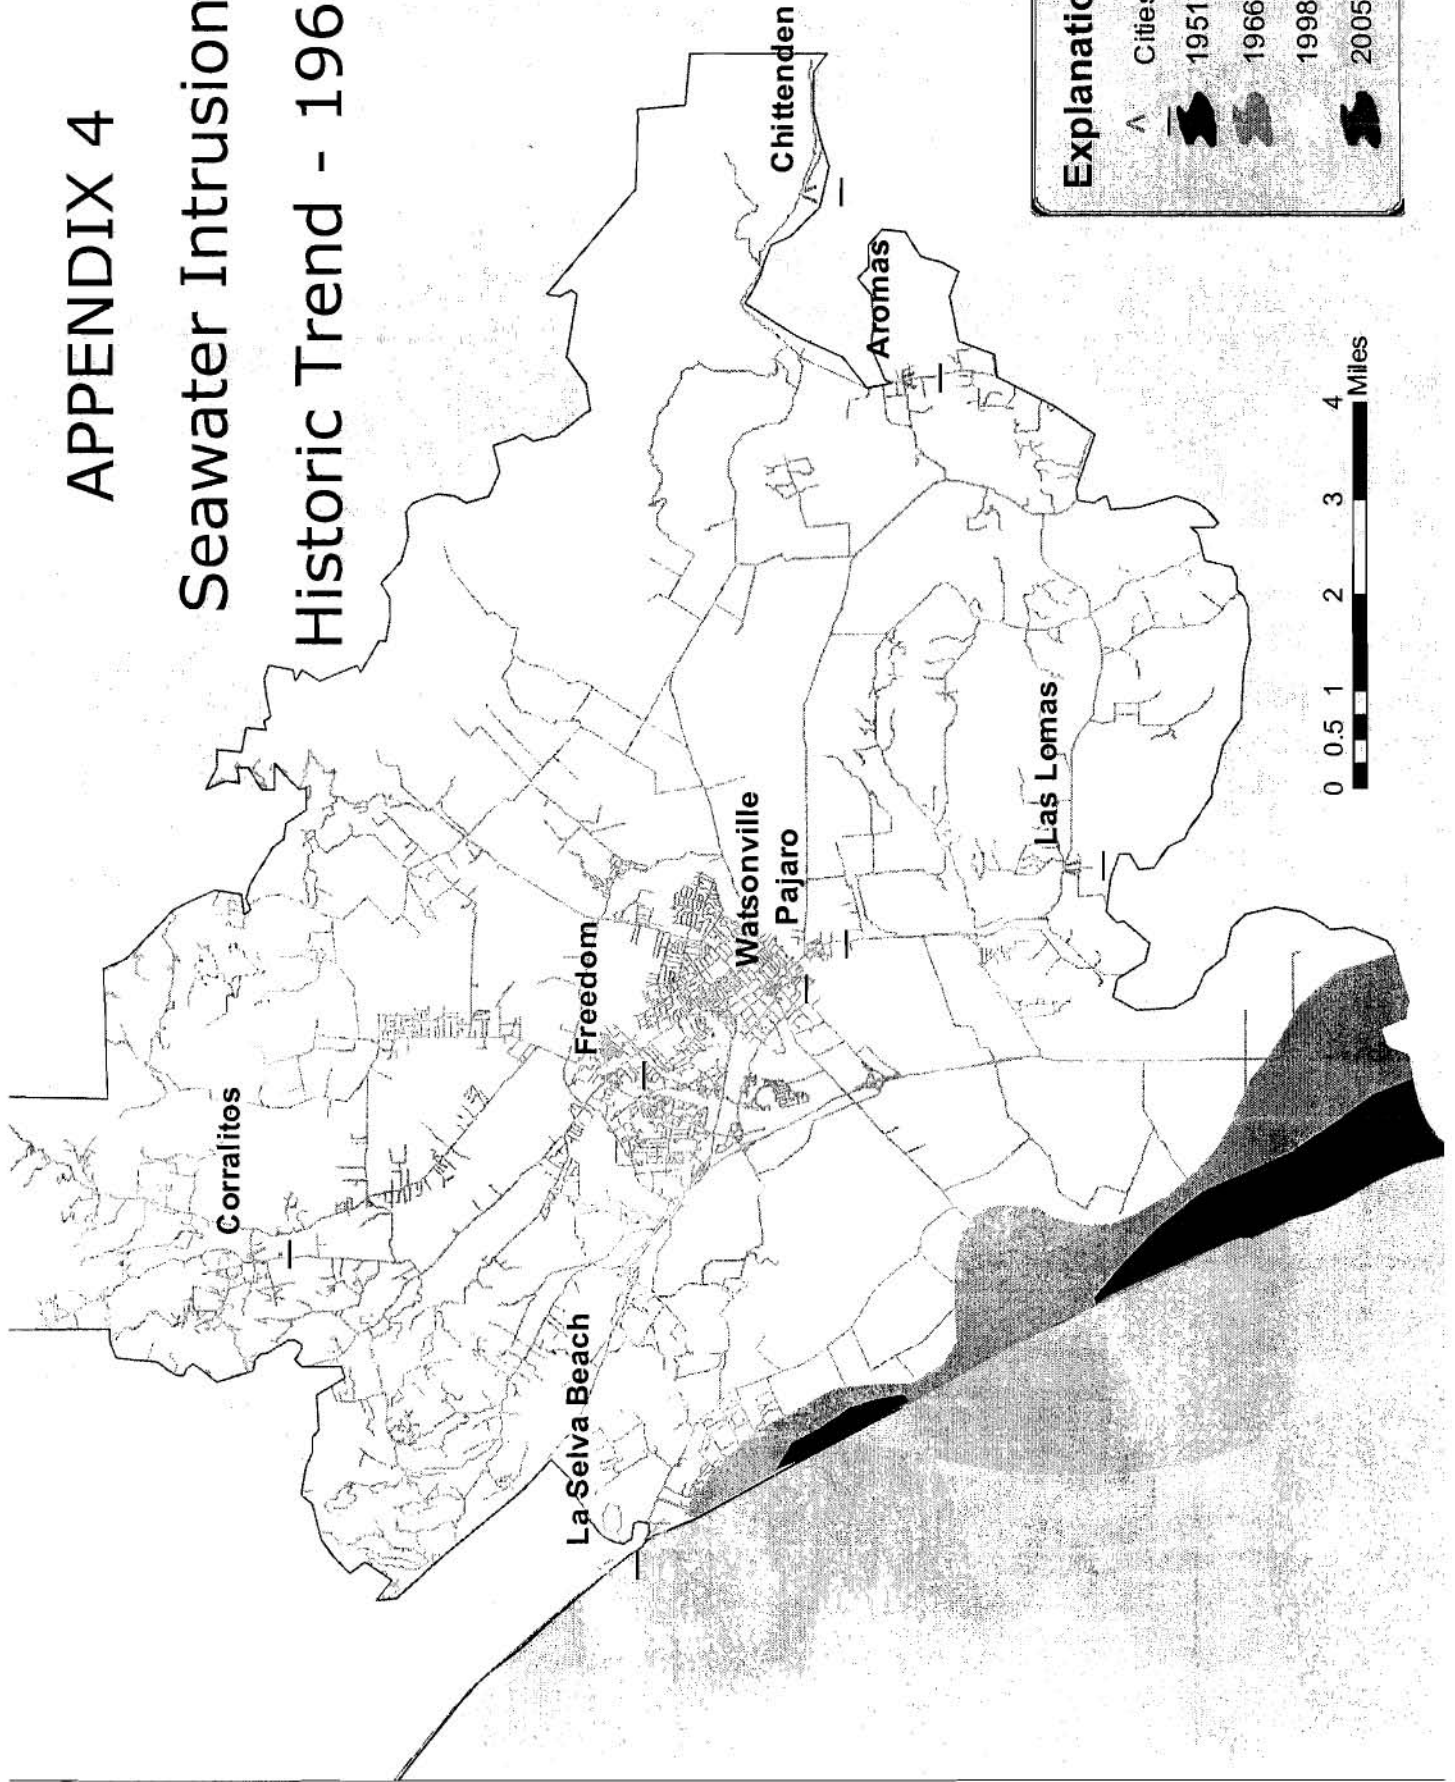 APPENDIX 4
Seawater Intrusion
Historic Trend - 196
Corralitos
Freedom
La Selva Beach
Watsonville
Pajaro
Chittenden
Aromas
Las Lomas
0 0.5 1 2 3 4
Miles
Explanatio
Cities
1951
1966
1998
2005